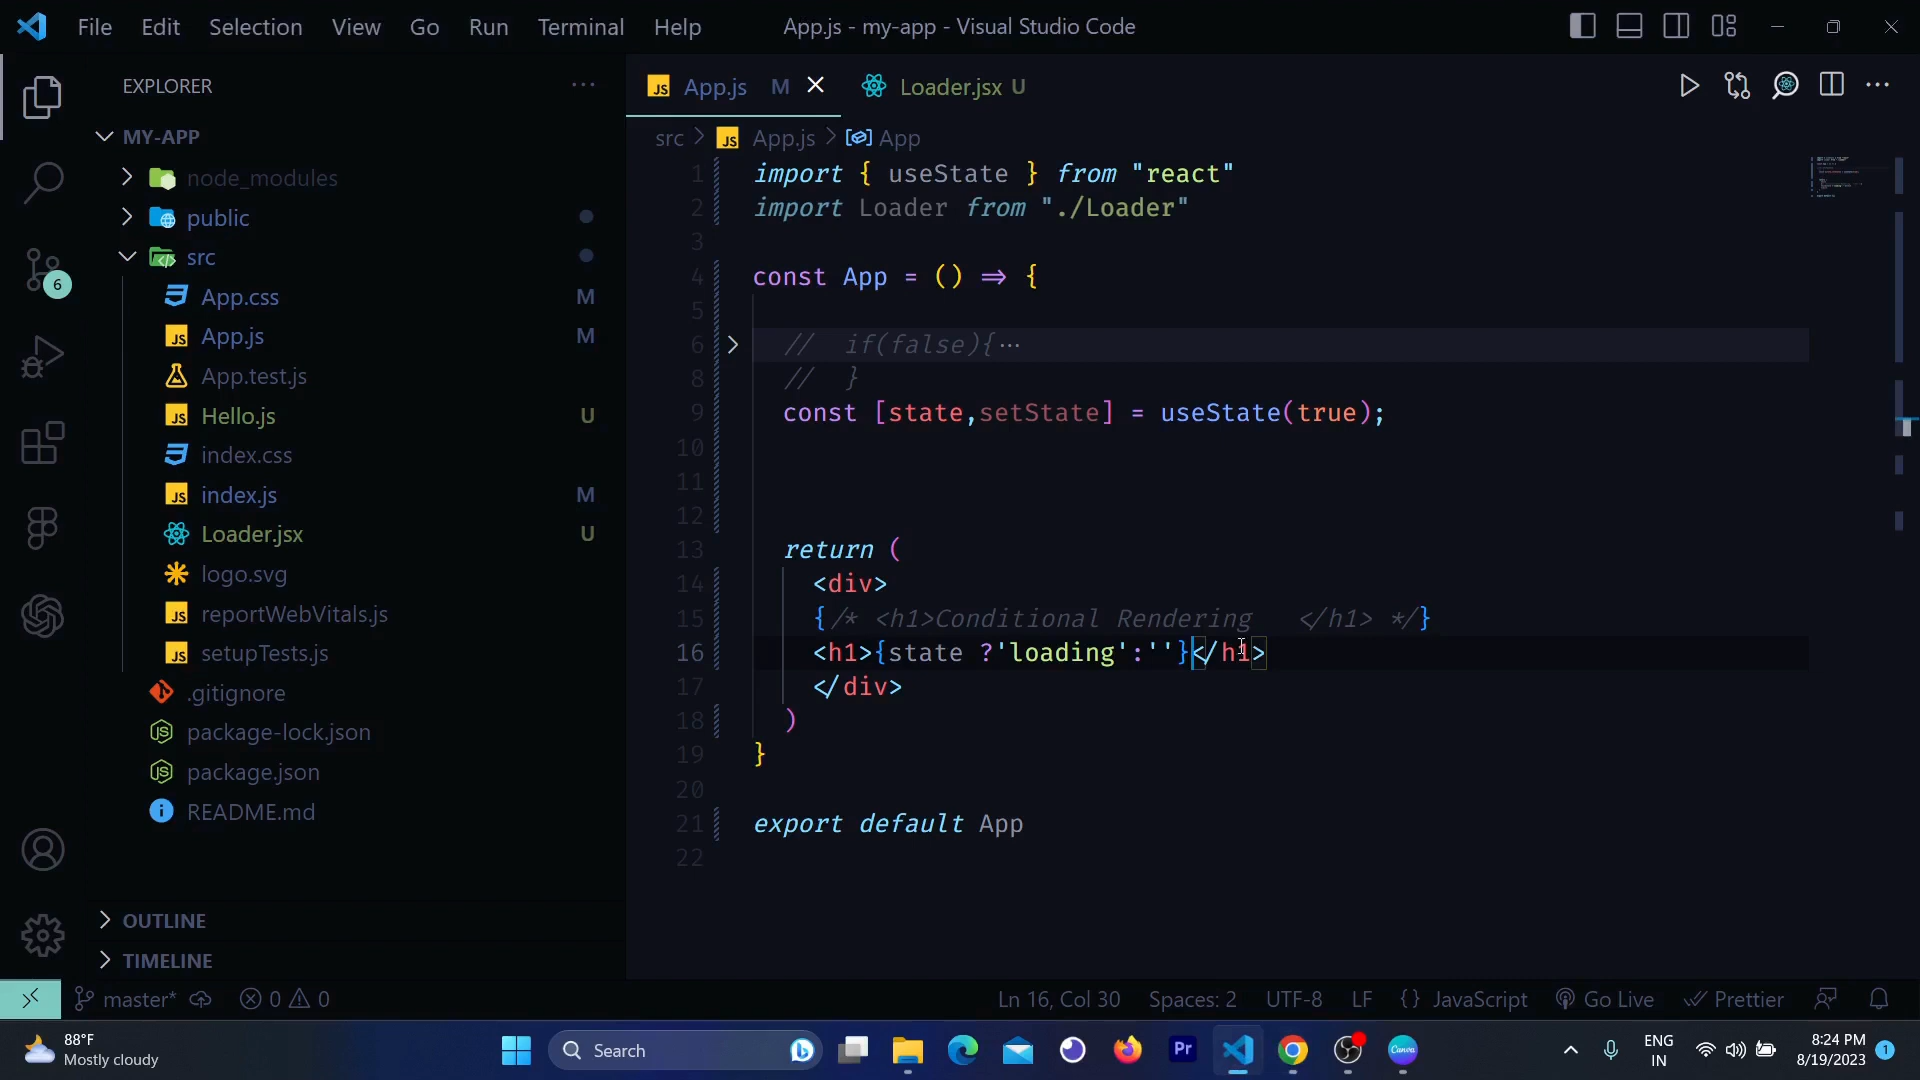 File Edit Selection View Go Run Terminal Help App.js - my-app - Visual Studio Code
EXPLORER
App.js M Loader.jsx U
MY-APP
src > App.js > App
node_modules
public
src
App.css M
App.js M
App.test.js
Hello.js U
index.css
index.js M
Loader.jsx U
logo.svg
reportWebVitals.js
setupTests.js
.gitignore
package-lock.json
package.json
README.md
OUTLINE
TIMELINE
6
1 import { useState } from "react"
2 import Loader from "./Loader"
3
4 const App = () => {
5
6 // if(false){···
8 // }
9 const [state,setState] = useState(true);
10
11
12
13 return (
14 <div>
15 {/* <h1>Conditional Rendering </h1> */}
16 <h1>{state ?'loading':''}</h1>
17 </div>
18 )
19 }
20
21 export default App
22
master* 0 0 Ln 16, Col 30 Spaces: 2 UTF-8 LF {} JavaScript Go Live Prettier
88°F
Mostly cloudy
Search
Pr
Canva
ENG
IN
8:24 PM
8/19/2023
1